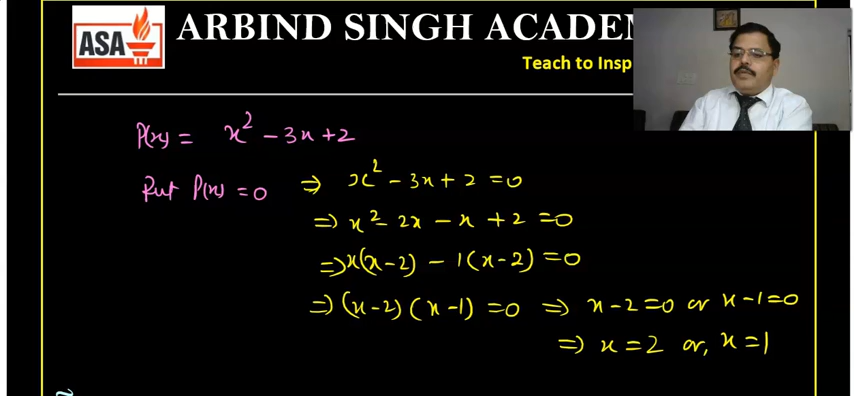 ARBIND SINGH ACADEM
ASA
Teach to Insp
P(x) = x² - 3x + 2
Put P(x) = 0 ⇒ x² - 3x + 2 = 0
⇒ x² - 2x - x + 2 = 0
⇒ x(x-2) - 1(x-2) = 0
⇒ (x-2) (x-1) = 0 ⇒ x-2=0 or x-1=0
⇒ x = 2 or, x = 1